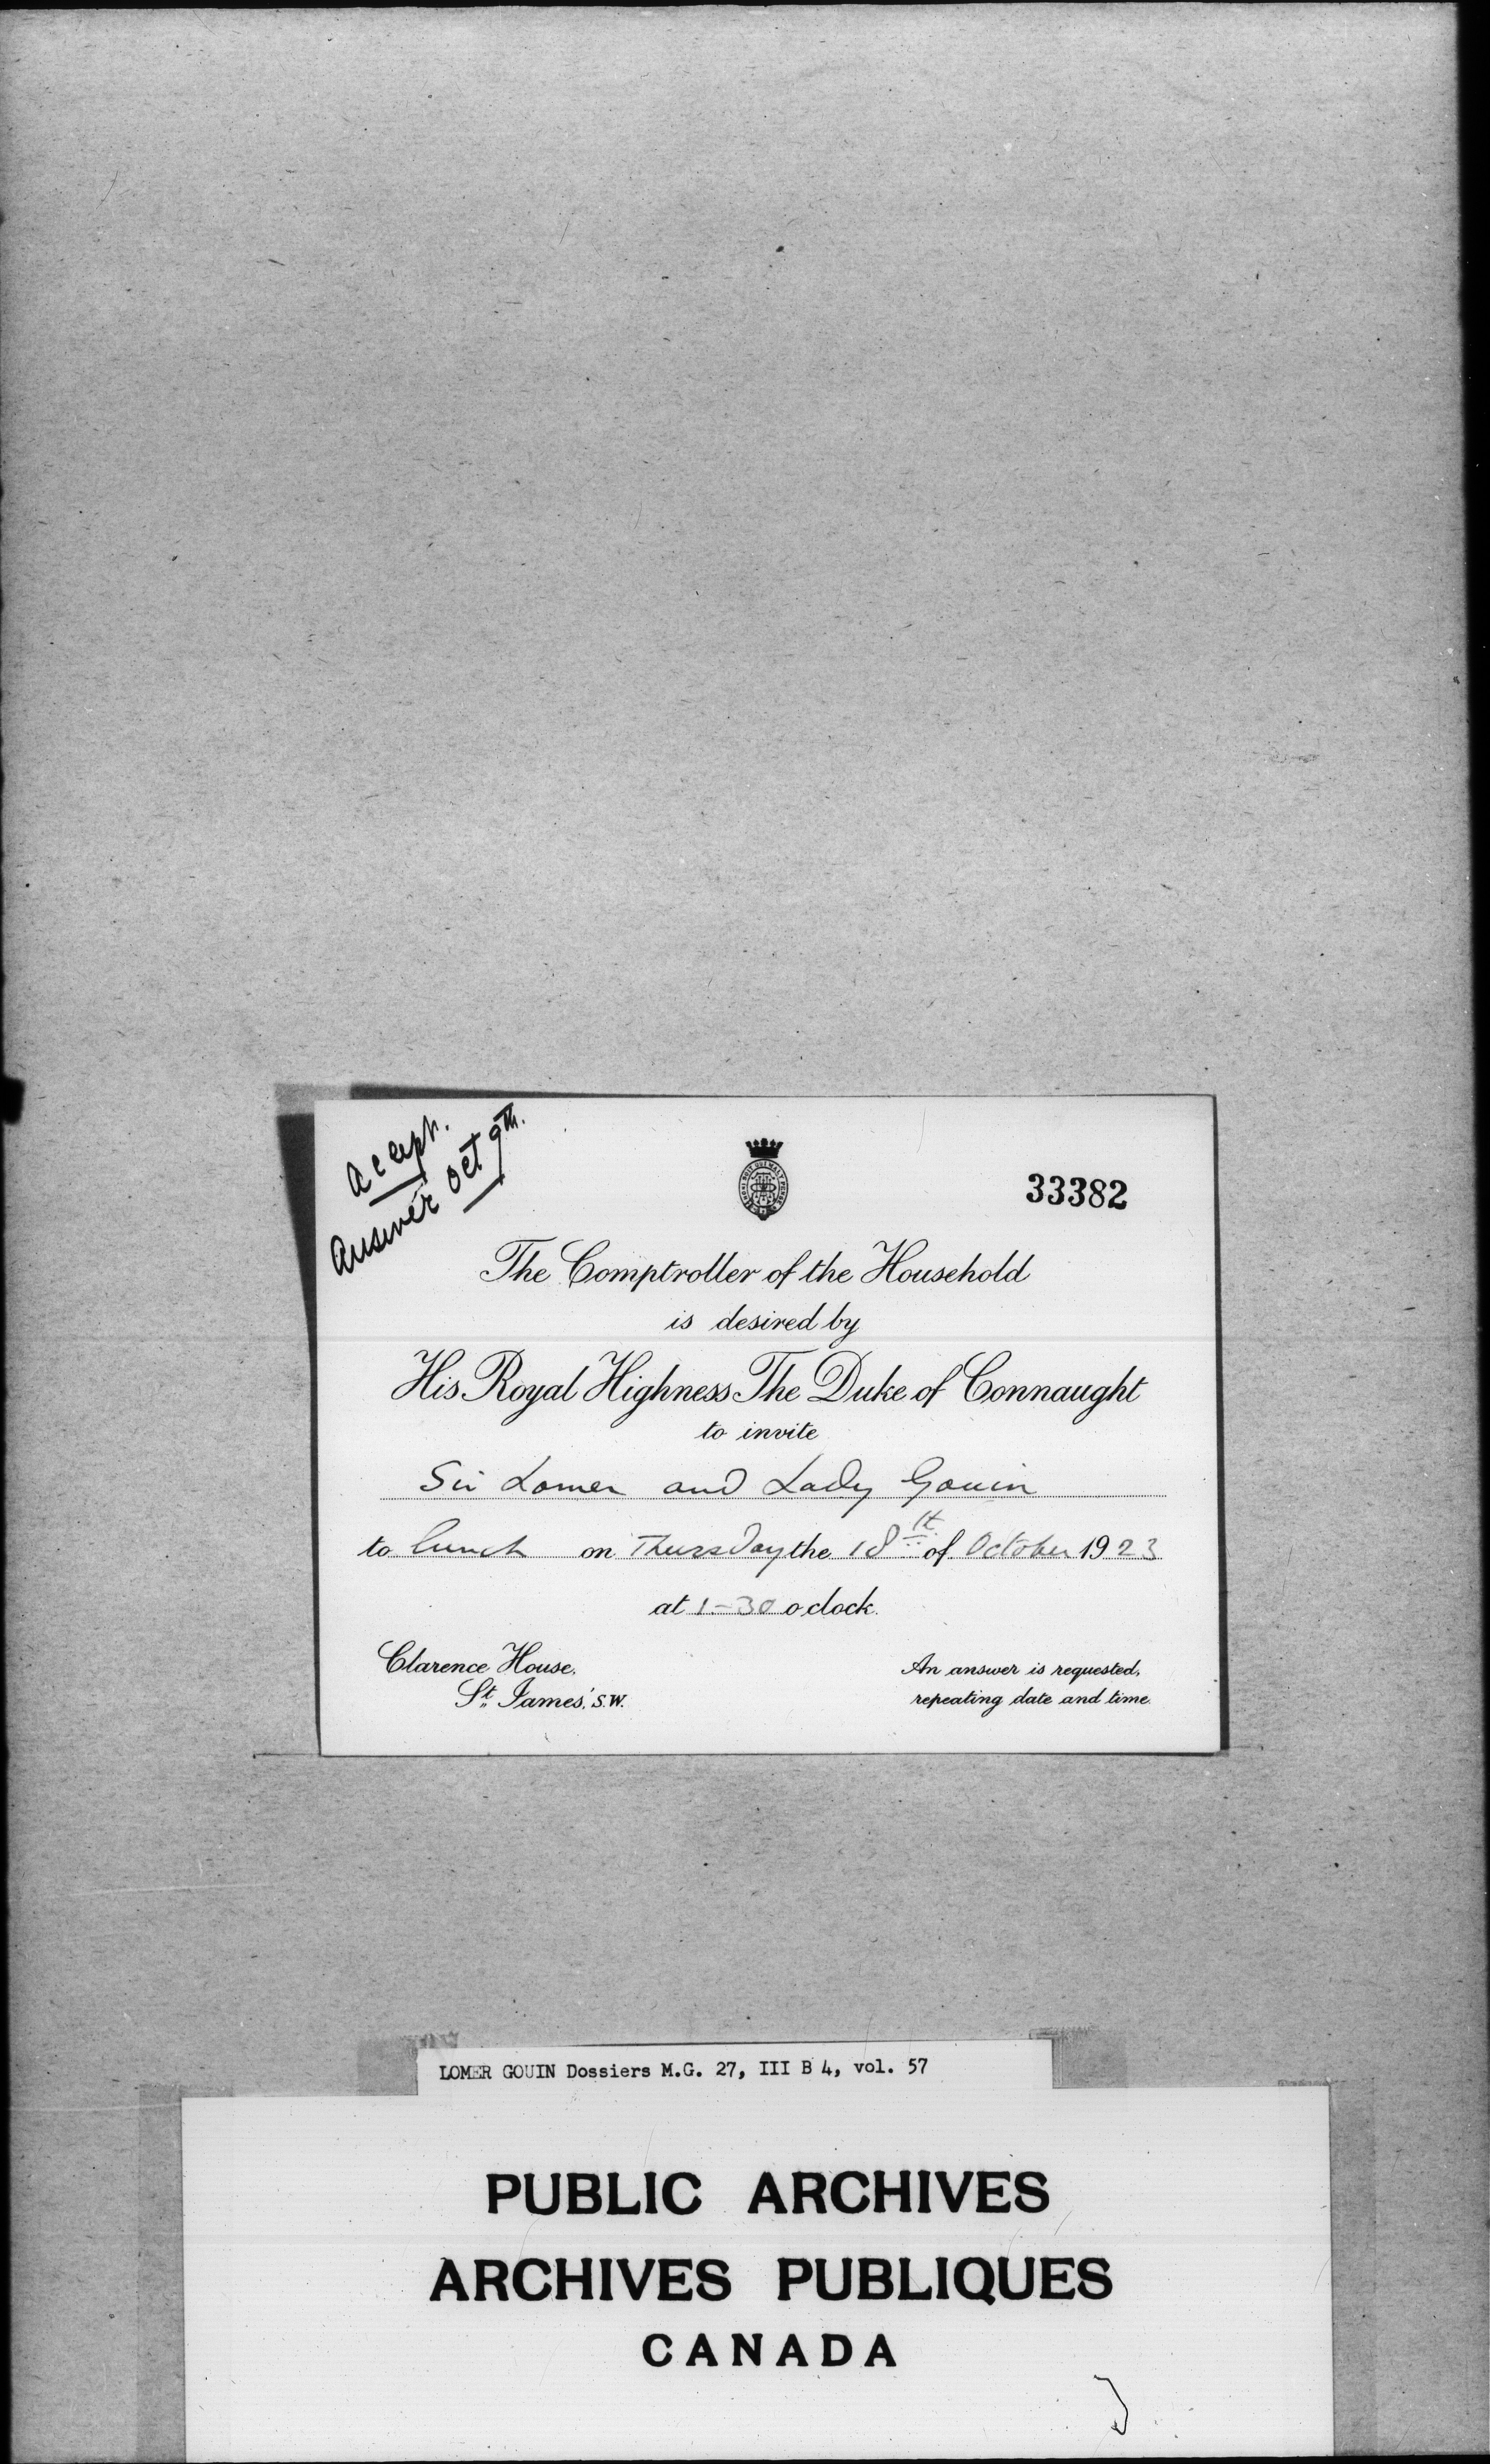 Accept.
Answer Oct 9th.
33382
The Comptroller of the Household
is desired by
His Royal Highness The Duke of Connaught
to invite
Sir Lomer and Lady Gouin
to lunch on Thursday the 18th of October 1923
at 1-30 o'clock.
Clarence House,
St James', S.W.
An answer is requested,
repeating date and time.
LOMER GOUIN Dossiers M.G. 27, III B 4, vol. 57
PUBLIC ARCHIVES
ARCHIVES PUBLIQUES
CANADA